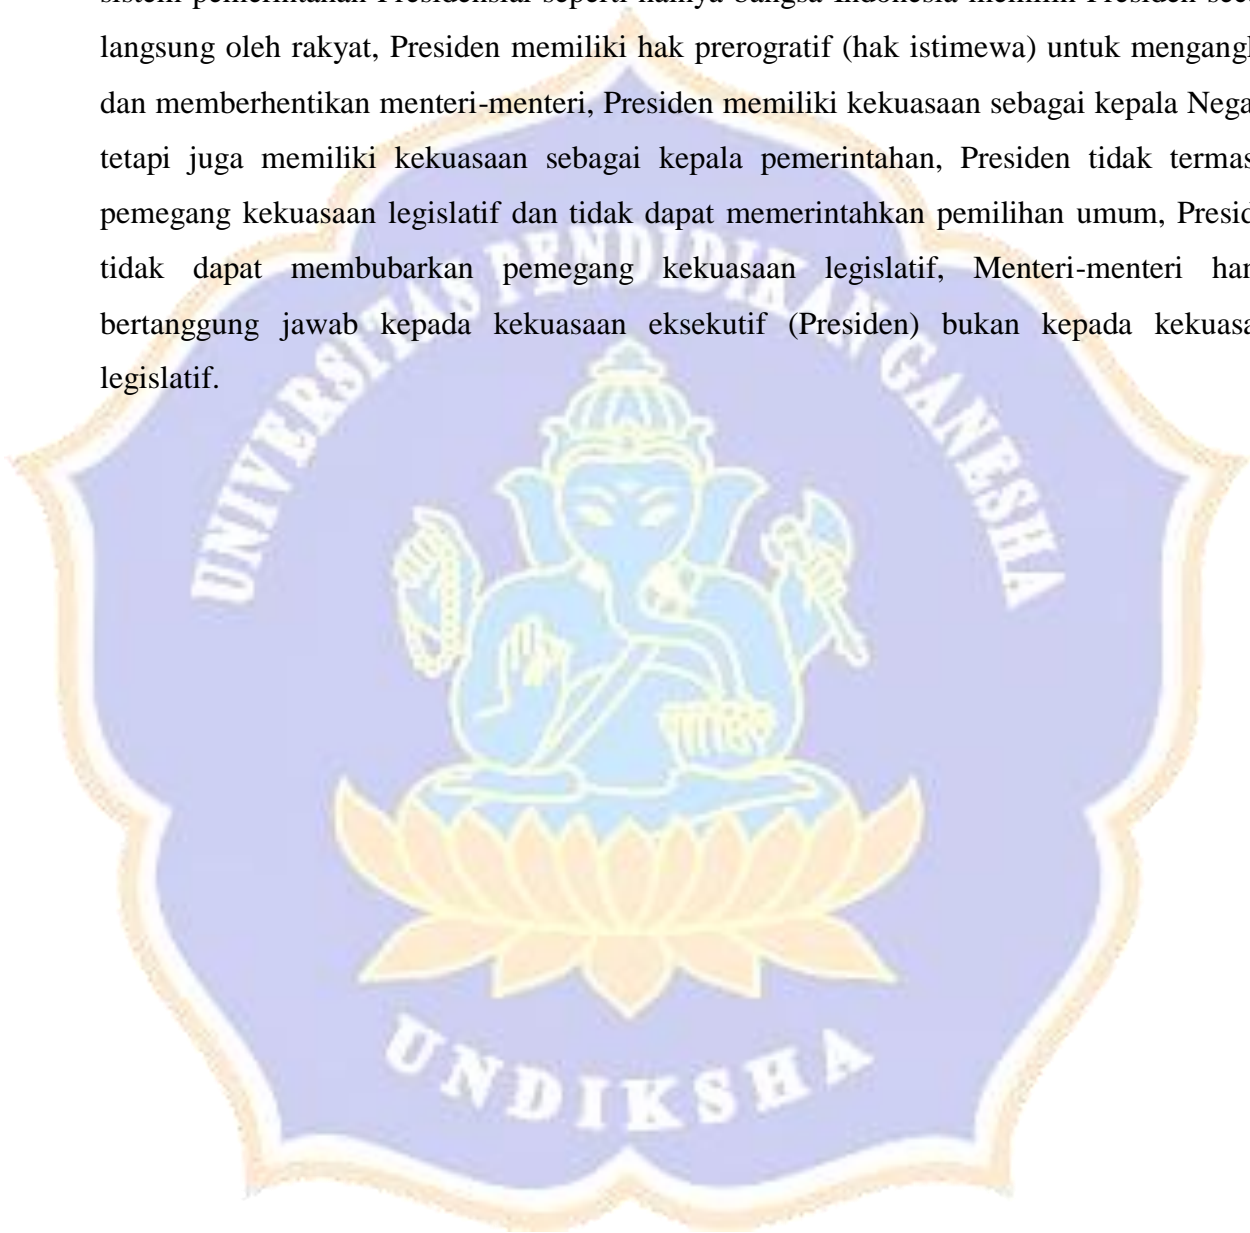 sistem pemerintahan Presidensial seperti halnya bangsa Indonesia memilih Presiden seca
langsung oleh rakyat, Presiden memiliki hak prerogratif (hak istimewa) untuk mengangk
dan memberhentikan menteri-menteri, Presiden memiliki kekuasaan sebagai kepala Nega
tetapi juga memiliki kekuasaan sebagai kepala pemerintahan, Presiden tidak termas
pemegang kekuasaan legislatif dan tidak dapat memerintahkan pemilihan umum, Presid
tidak dapat membubarkan pemegang kekuasaan legislatif, Menteri-menteri han
bertanggung jawab kepada kekuasaan eksekutif (Presiden) bukan kepada kekuasa
legislatif.
UNIVERSITAS PENDIDIKAN GANESHA
UNDIKSHA